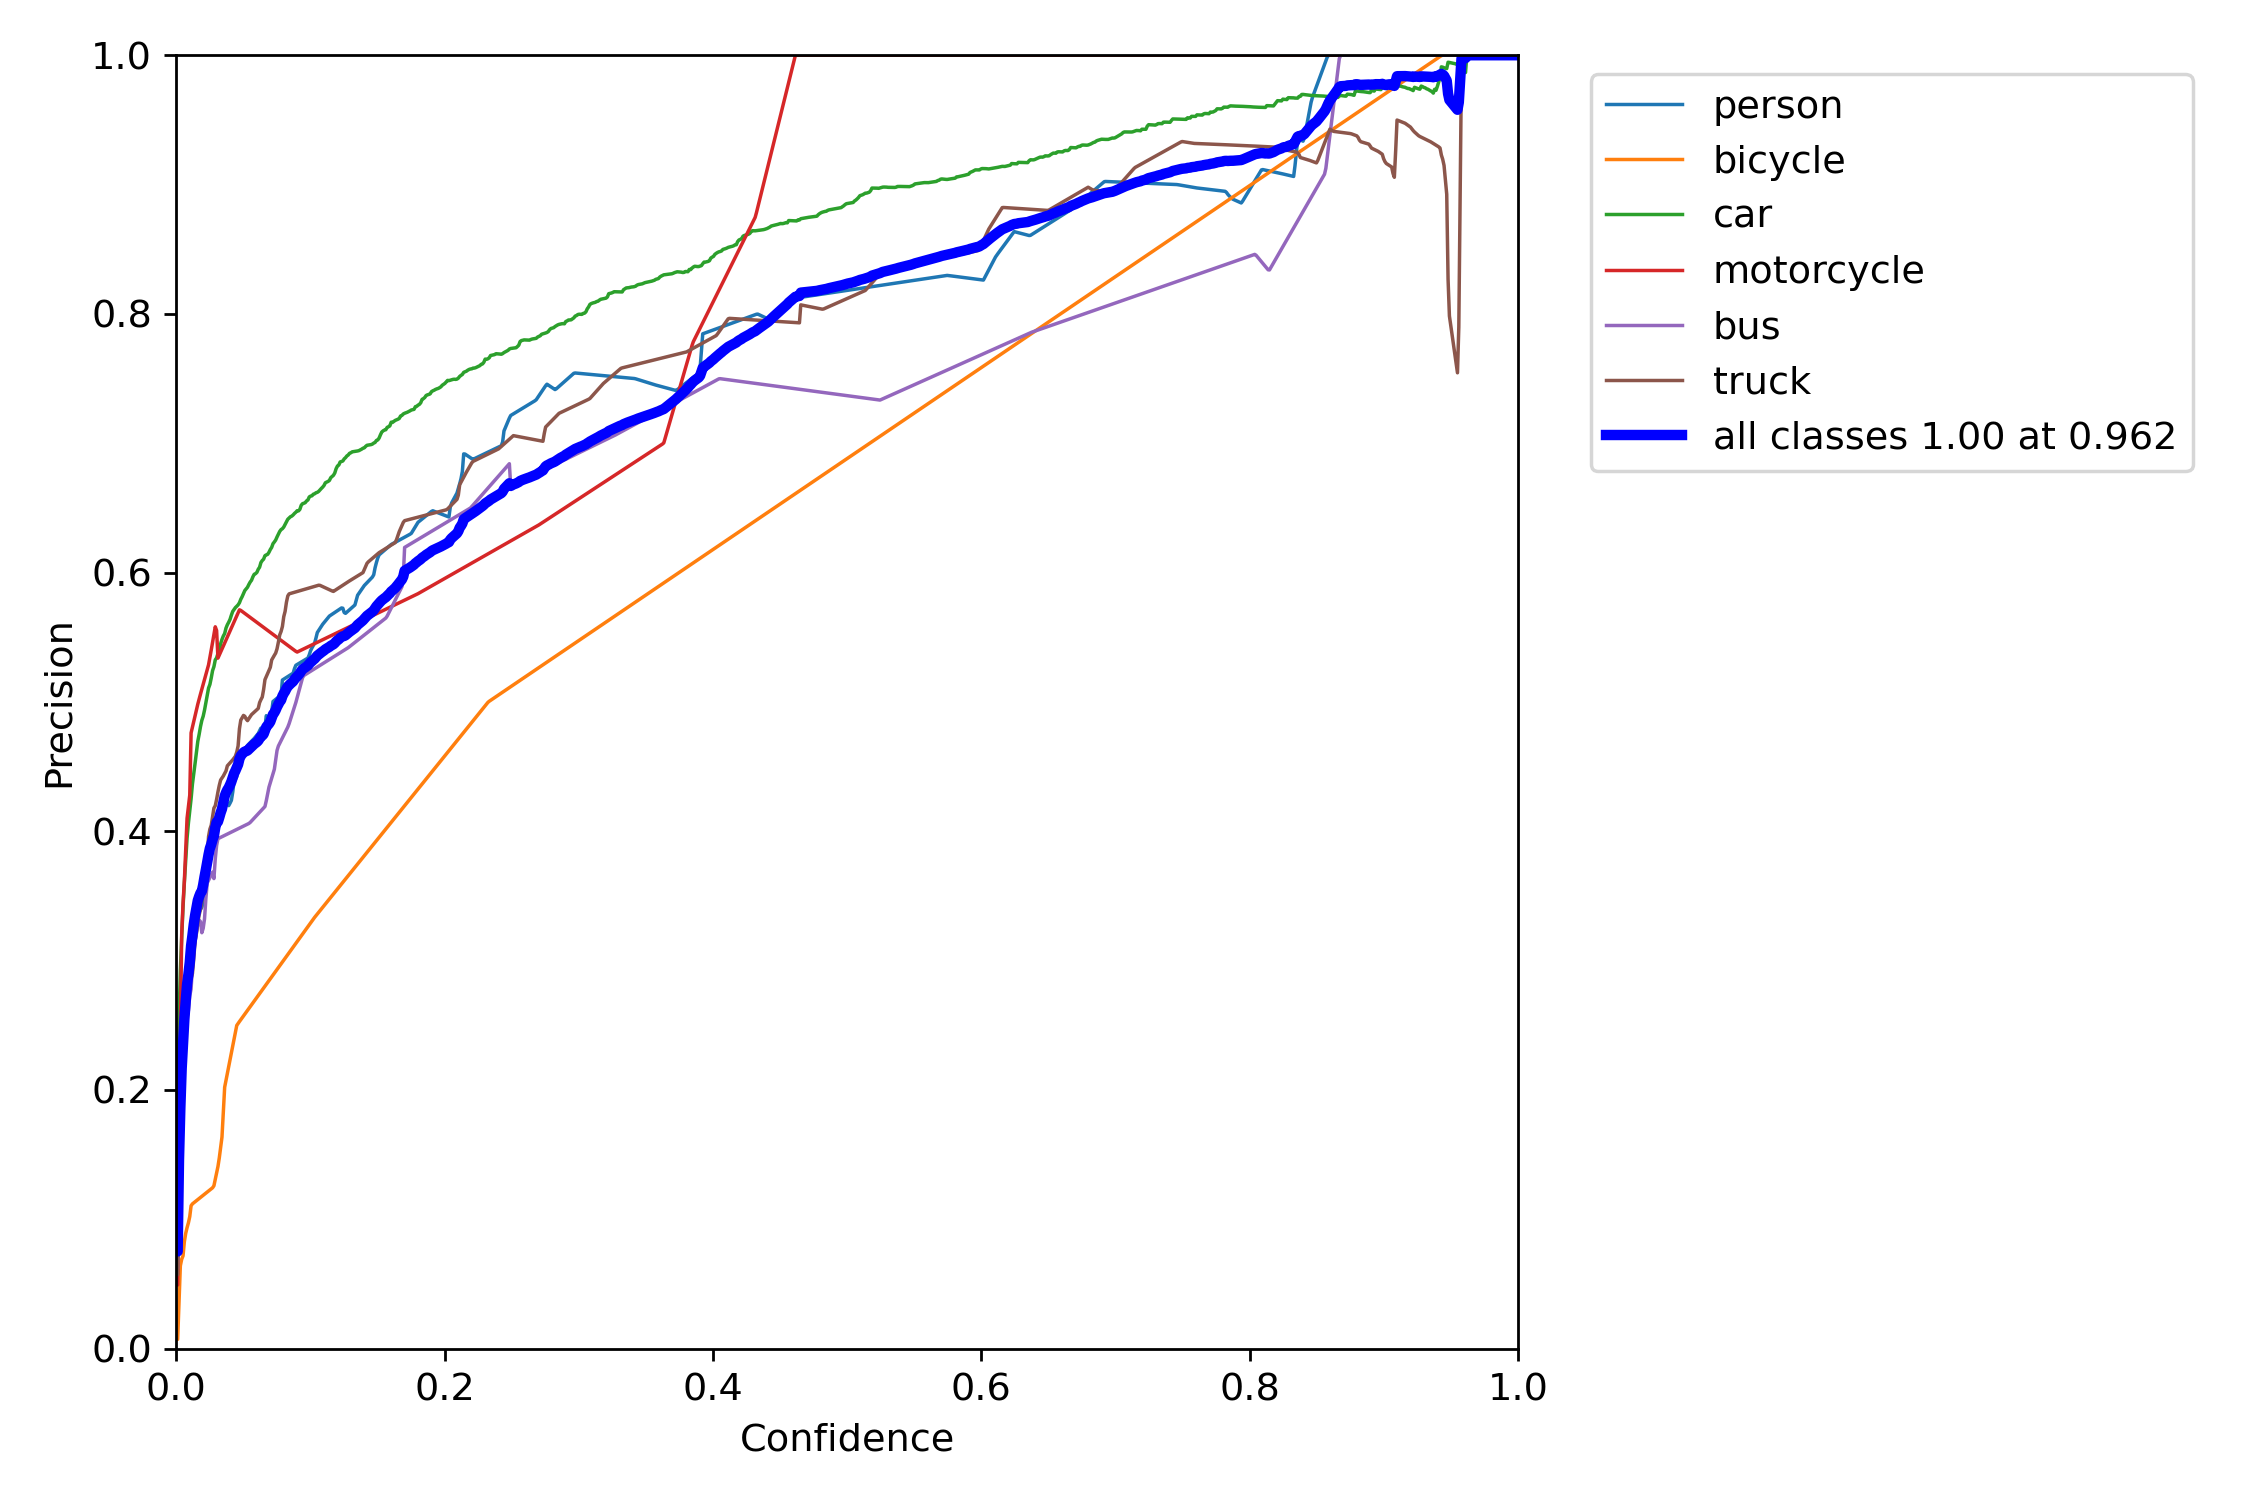 1.0
0.8
0.6
0.4
0.2
0.0
Precision
0.0 0.2 0.4 0.6 0.8 1.0
Confidence
person
bicycle
car
motorcycle
bus
truck
all classes 1.00 at 0.962